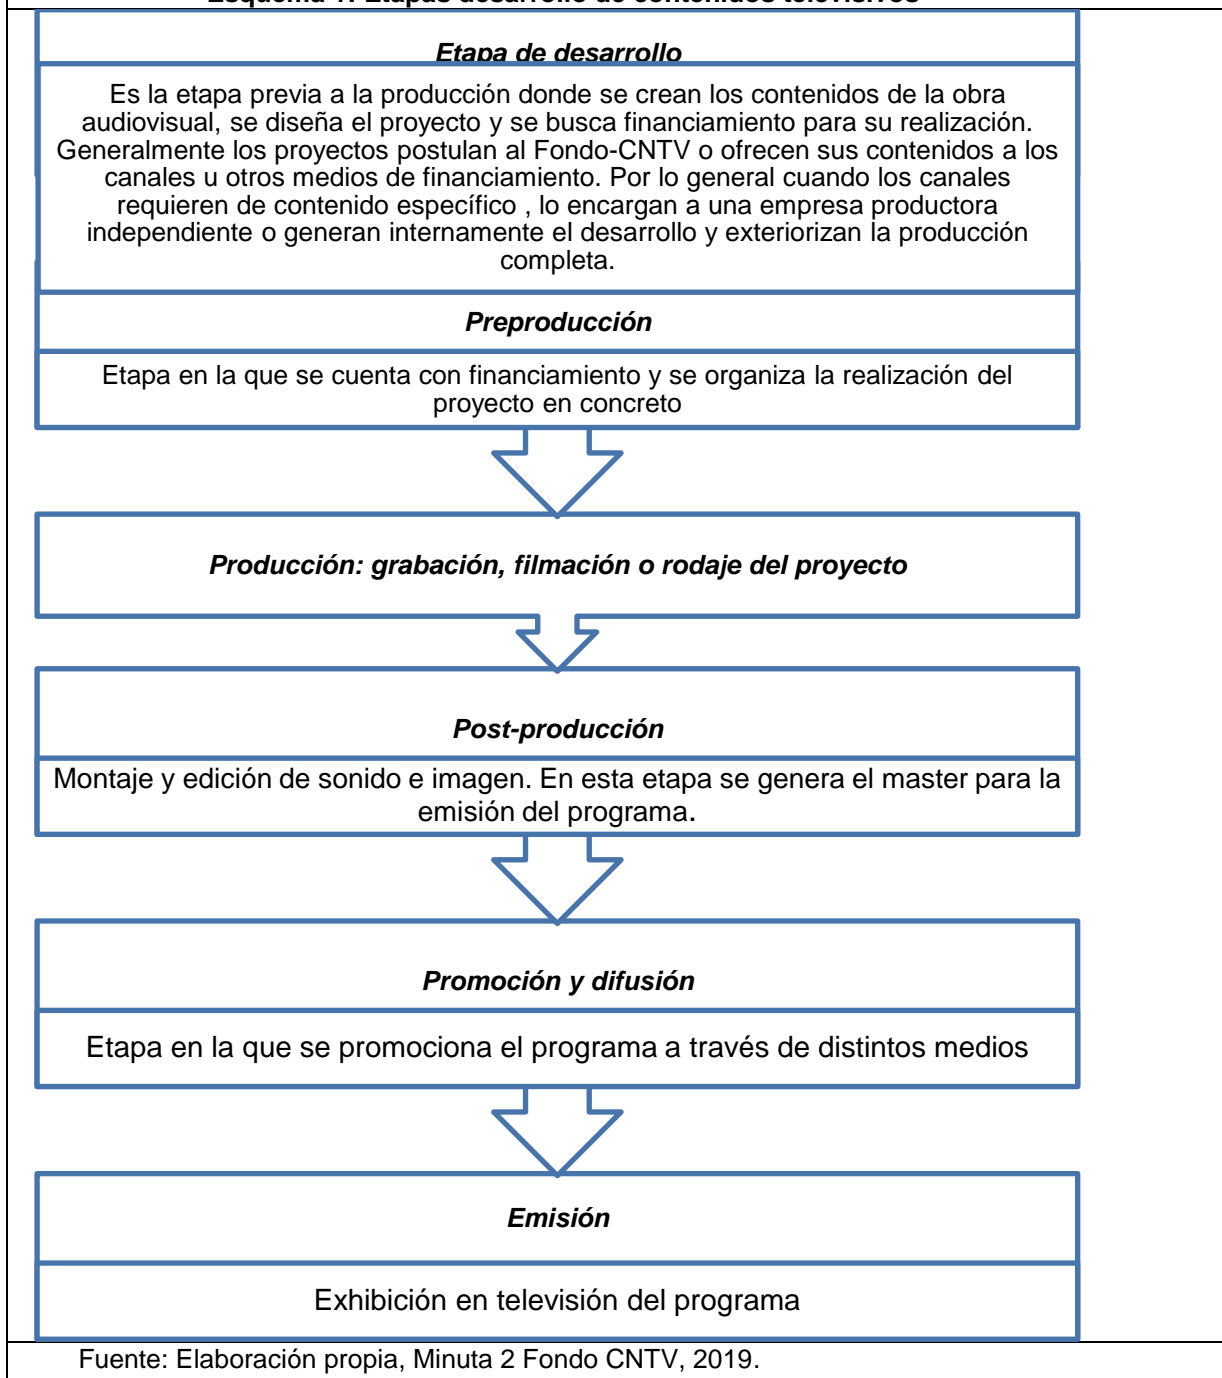 Esquema 1: Etapas desarrollo de contenidos televisivos
Etapa de desarrollo
Es la etapa previa a la producción donde se crean los contenidos de la obra
audiovisual, se diseña el proyecto y se busca financiamiento para su realización.
Generalmente los proyectos postulan al Fondo-CNTV o ofrecen sus contenidos a los
canales u otros medios de financiamiento. Por lo general cuando los canales
requieren de contenido específico , lo encargan a una empresa productora
independiente o generan internamente el desarrollo y exteriorizan la producción
completa.
Preproducción
Etapa en la que se cuenta con financiamiento y se organiza la realización del
proyecto en concreto
Producción: grabación, filmación o rodaje del proyecto
Post-producción
Montaje y edición de sonido e imagen. En esta etapa se genera el master para la
emisión del programa.
Promoción y difusión
Etapa en la que se promociona el programa a través de distintos medios
Emisión
Exhibición en televisión del programa
Fuente: Elaboración propia, Minuta 2 Fondo CNTV, 2019.